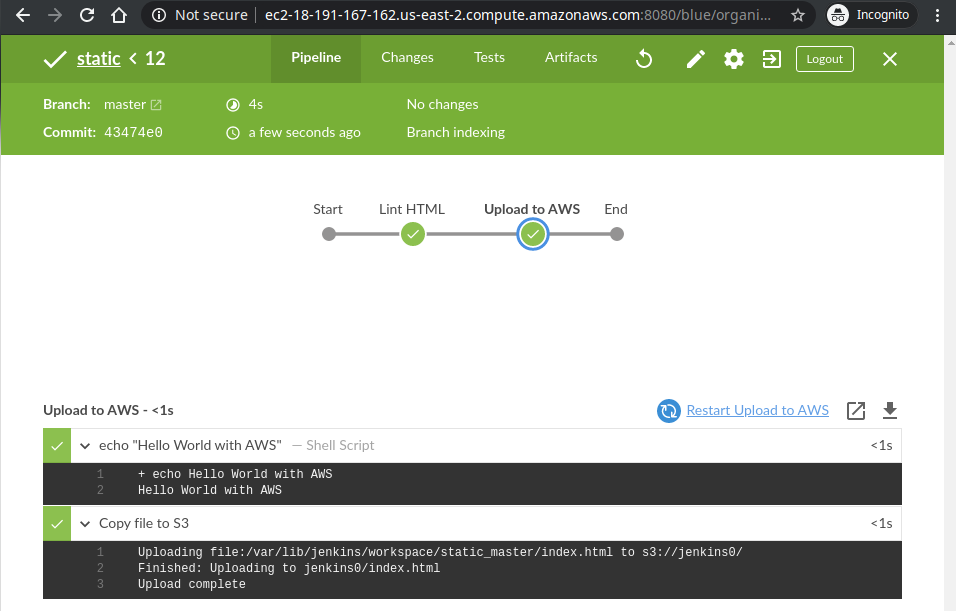 Not secure ec2-18-191-167-162.us-east-2.compute.amazonaws.com:8080/blue/organi... Incognito
static < 12 Pipeline Changes Tests Artifacts Logout
Branch: master 4s No changes
Commit: 43474e0 a few seconds ago Branch indexing
Start Lint HTML Upload to AWS End
Upload to AWS - <1s Restart Upload to AWS
echo "Hello World with AWS" — Shell Script <1s
1 + echo Hello World with AWS
2 Hello World with AWS
Copy file to S3 <1s
1 Uploading file:/var/lib/jenkins/workspace/static_master/index.html to s3://jenkins0/
2 Finished: Uploading to jenkins0/index.html
3 Upload complete